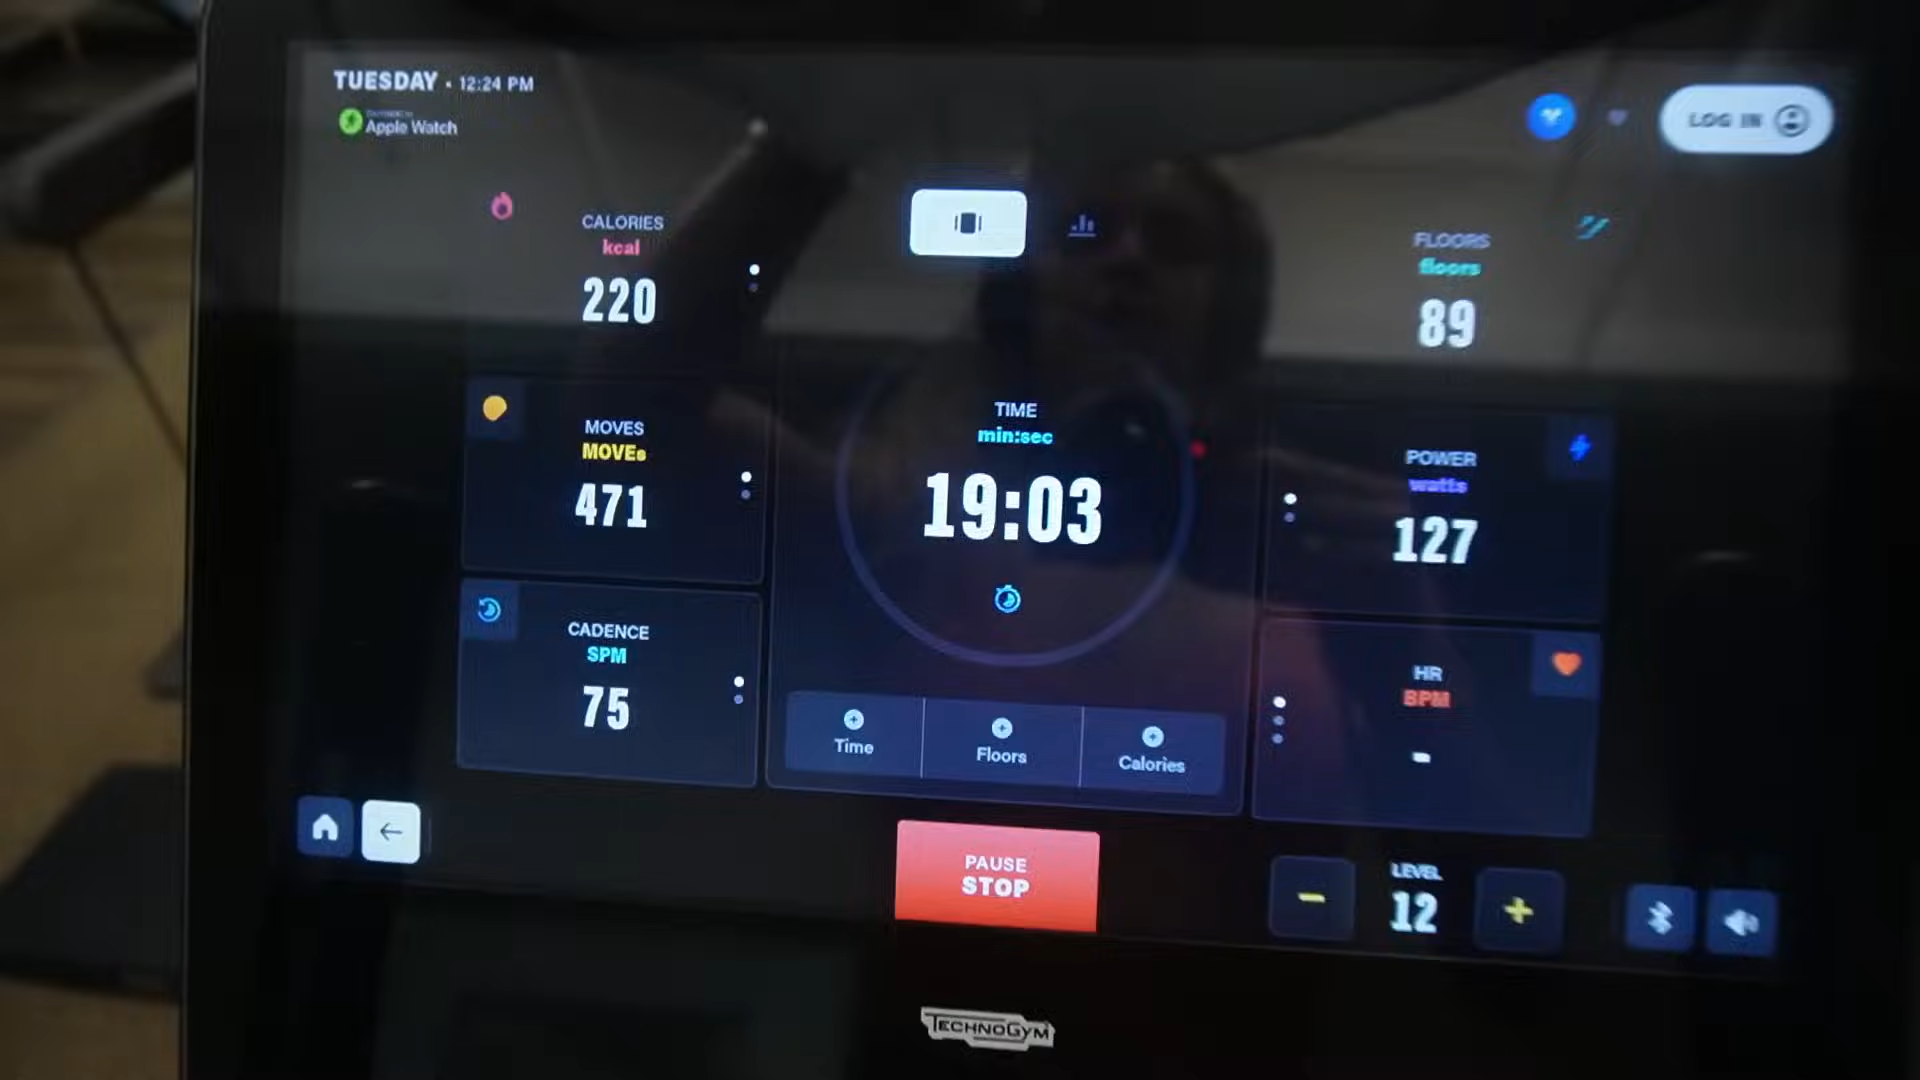 TUESDAY • 12:24 PM
Apple Watch
LOG IN
CALORIES
kcal
220
FLOORS
floors
89
MOVES
MOVEs
471
TIME
min:sec
19:03
POWER
watts
127
CADENCE
SPM
75
HR
BPM
-
Time
Floors
Calories
PAUSE
STOP
LEVEL
12
TECHNOGYM